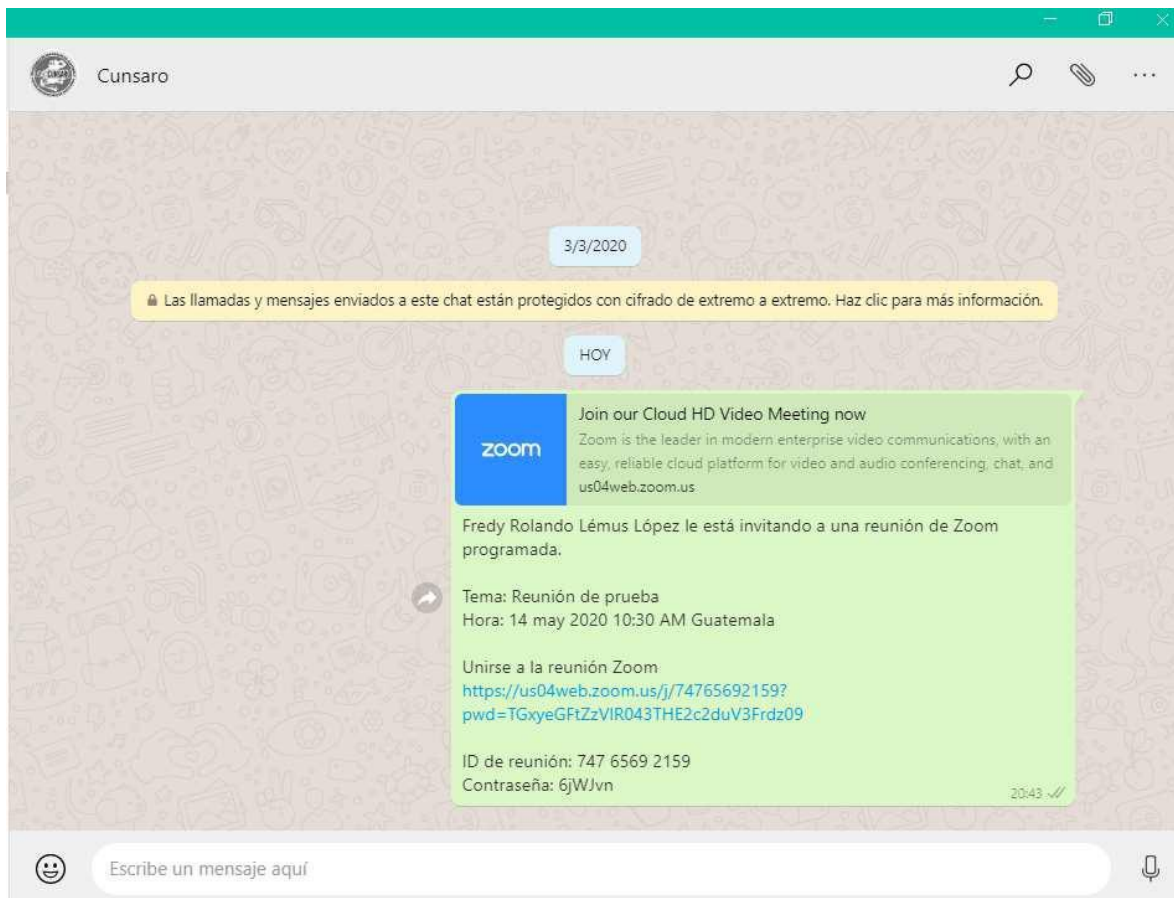 Cunsaro
3/3/2020
Las llamadas y mensajes enviados a este chat están protegidos con cifrado de extremo a extremo. Haz clic para más información.
HOY
zoom
Join our Cloud HD Video Meeting now
Zoom is the leader in modern enterprise video communications, with an
easy, reliable cloud platform for video and audio conferencing, chat, and
us04web.zoom.us
Fredy Rolando Lémus López le está invitando a una reunión de Zoom
programada.
Tema: Reunión de prueba
Hora: 14 may 2020 10:30 AM Guatemala
Unirse a la reunión Zoom
https://us04web.zoom.us/j/74765692159?
pwd=TGxyeGFtZzVIR043THE2c2duV3Frdz09
ID de reunión: 747 6569 2159
Contraseña: 6jWJvn
20:43
Escribe un mensaje aquí